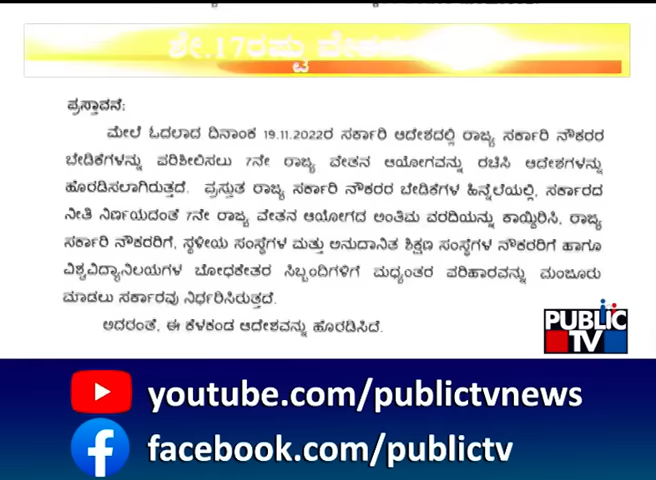 ಶೇ.17ರಷ್ಟು ವೇತನ
ಪ್ರಸ್ತಾವನೆ:
ಮೇಲೆ ಓದಲಾದ ದಿನಾಂಕ 19.11.2022ರ ಸರ್ಕಾರಿ ಆದೇಶದಲ್ಲಿ ರಾಜ್ಯ ಸರ್ಕಾರಿ ನೌಕರರ
ಬೇಡಿಕೆಗಳನ್ನು ಪರಿಶೀಲಿಸಲು 7ನೇ ರಾಜ್ಯ ವೇತನ ಆಯೋಗವನ್ನು ರಚಿಸಿ ಆದೇಶಗಳನ್ನು
ಹೊರಡಿಸಲಾಗಿರುತ್ತದೆ. ಪ್ರಸ್ತುತ ರಾಜ್ಯ ಸರ್ಕಾರಿ ನೌಕರರ ಬೇಡಿಕೆಗಳ ಹಿನ್ನೆಲೆಯಲ್ಲಿ, ಸರ್ಕಾರದ
ನೀತಿ ನಿರ್ಣಯದಂತೆ 7ನೇ ರಾಜ್ಯ ವೇತನ ಆಯೋಗದ ಅಂತಿಮ ವರದಿಯನ್ನು ಕಾಯ್ದಿರಿಸಿ, ರಾಜ್ಯ
ಸರ್ಕಾರಿ ನೌಕರರಿಗೆ, ಸ್ಥಳೀಯ ಸಂಸ್ಥೆಗಳ ಮತ್ತು ಅನುದಾನಿತ ಶಿಕ್ಷಣ ಸಂಸ್ಥೆಗಳ ನೌಕರರಿಗೆ ಹಾಗೂ
ವಿಶ್ವವಿದ್ಯಾನಿಲಯಗಳ ಬೋಧಕೇತರ ಸಿಬ್ಬಂದಿಗಳಿಗೆ ಮಧ್ಯಂತರ ಪರಿಹಾರವನ್ನು ಮಂಜೂರು
ಮಾಡಲು ಸರ್ಕಾರವು ನಿರ್ಧರಿಸಿರುತ್ತದೆ.
ಅದರಂತೆ, ಈ ಕೆಳಕಂಡ ಆದೇಶವನ್ನು ಹೊರಡಿಸಿದೆ.
PUBLIC
TV
youtube.com/publictvnews
facebook.com/publictv